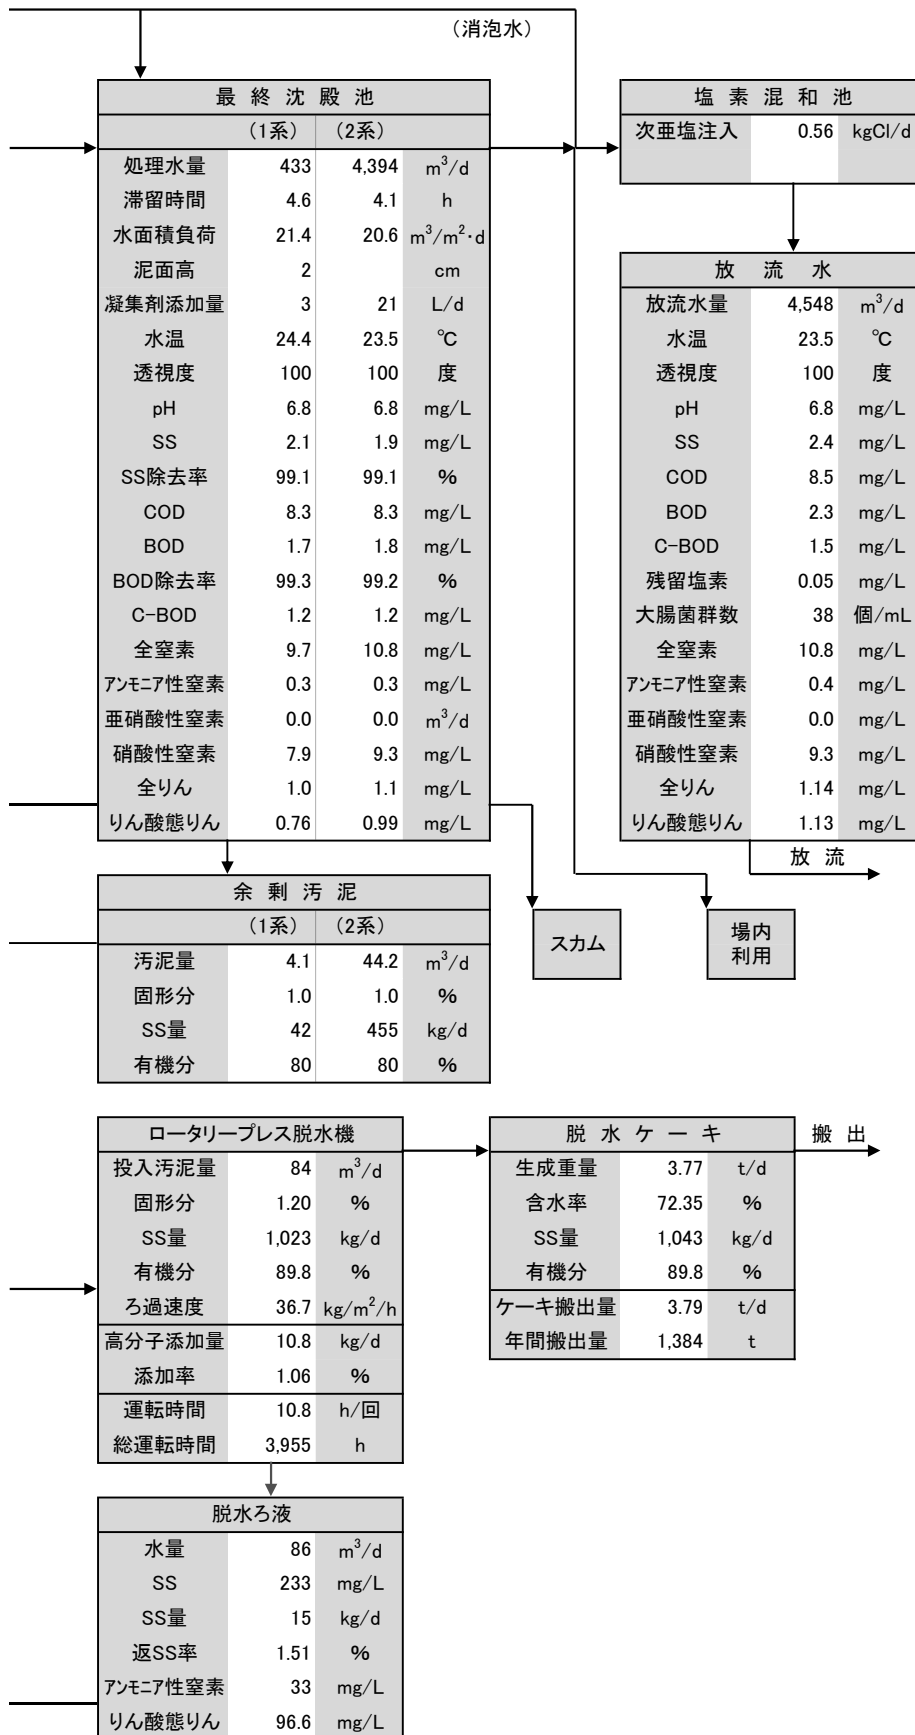 （消泡水）
最 終 沈 殿 池
（1系） （2系）
処理水量 433 4,394 m³/d
滞留時間 4.6 4.1 h
水面積負荷 21.4 20.6 m³/m²・d
泥面高 2 cm
凝集剤添加量 3 21 L/d
水温 24.4 23.5 ℃
透視度 100 100 度
pH 6.8 6.8 mg/L
SS 2.1 1.9 mg/L
SS除去率 99.1 99.1 %
COD 8.3 8.3 mg/L
BOD 1.7 1.8 mg/L
BOD除去率 99.3 99.2 %
C-BOD 1.2 1.2 mg/L
全窒素 9.7 10.8 mg/L
アンモニア性窒素 0.3 0.3 mg/L
亜硝酸性窒素 0.0 0.0 m³/d
硝酸性窒素 7.9 9.3 mg/L
全りん 1.0 1.1 mg/L
りん酸態りん 0.76 0.99 mg/L
塩 素 混 和 池
次亜塩注入 0.56 kgCl/d
放 流 水
放流水量 4,548 m³/d
水温 23.5 ℃
透視度 100 度
pH 6.8 mg/L
SS 2.4 mg/L
COD 8.5 mg/L
BOD 2.3 mg/L
C-BOD 1.5 mg/L
残留塩素 0.05 mg/L
大腸菌群数 38 個/mL
全窒素 10.8 mg/L
アンモニア性窒素 0.4 mg/L
亜硝酸性窒素 0.0 mg/L
硝酸性窒素 9.3 mg/L
全りん 1.14 mg/L
りん酸態りん 1.13 mg/L
放 流
余 剰 汚 泥
（1系） （2系）
汚泥量 4.1 44.2 m³/d
固形分 1.0 1.0 %
SS量 42 455 kg/d
有機分 80 80 %
スカム
場内
利用
ロータリープレス脱水機
投入汚泥量 84 m³/d
固形分 1.20 %
SS量 1,023 kg/d
有機分 89.8 %
ろ過速度 36.7 kg/m²/h
高分子添加量 10.8 kg/d
添加率 1.06 %
運転時間 10.8 h/回
総運転時間 3,955 h
脱 水 ケ ー キ
生成重量 3.77 t/d
含水率 72.35 %
SS量 1,043 kg/d
有機分 89.8 %
ケーキ搬出量 3.79 t/d
年間搬出量 1,384 t
搬 出
脱水ろ液
水量 86 m³/d
SS 233 mg/L
SS量 15 kg/d
返SS率 1.51 %
アンモニア性窒素 33 mg/L
りん酸態りん 96.6 mg/L